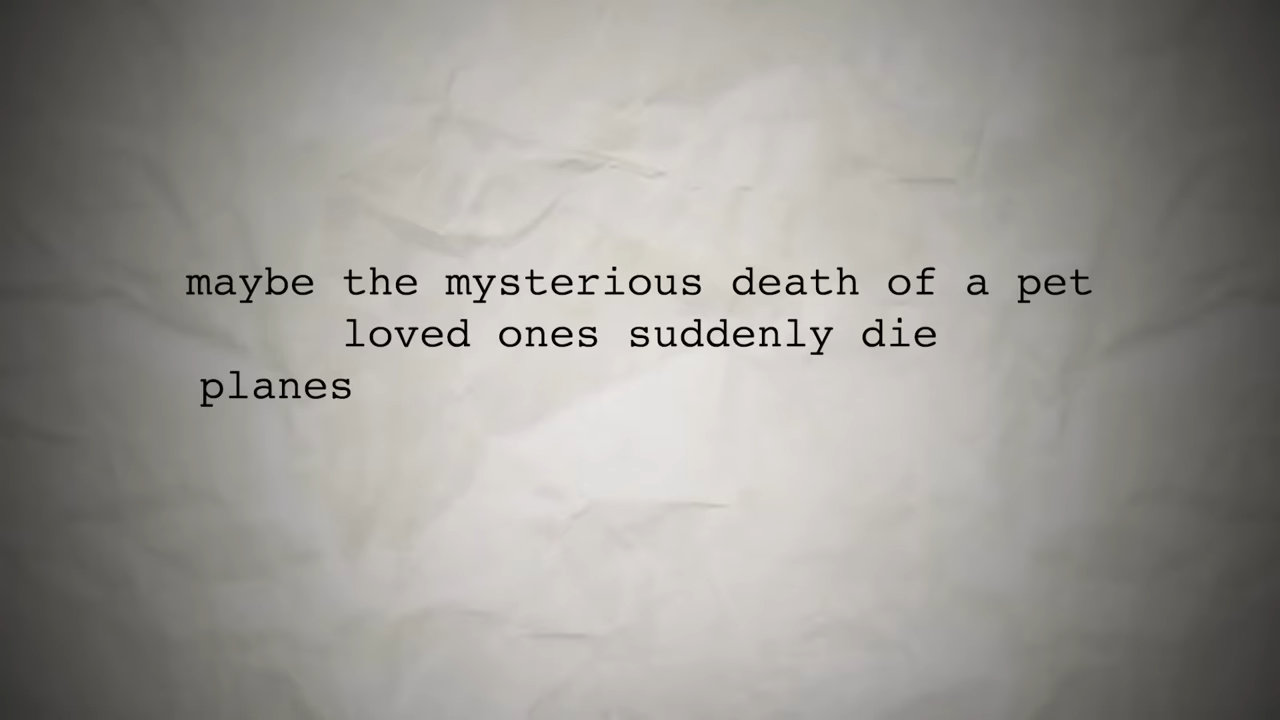 maybe the mysterious death of a pet
loved ones suddenly die
planes